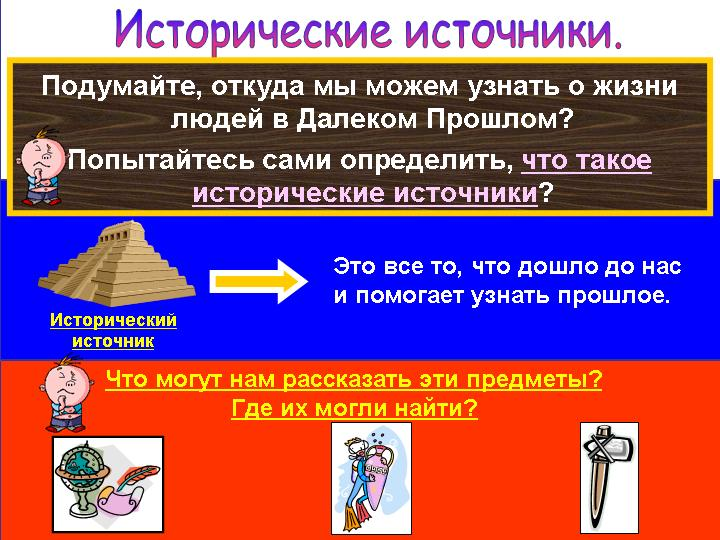 Исторические источники.
Подумайте, откуда мы можем узнать о жизни
людей в Далеком Прошлом?
Попытайтесь сами определить, что такое
исторические источники?
Это все то, что дошло до нас
и помогает узнать прошлое.
Исторический
источник
Что могут нам рассказать эти предметы?
Где их могли найти?